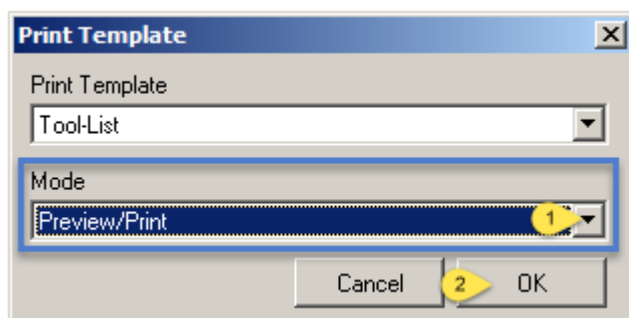 Print Template
Print Template
Tool-List
Mode
Preview/Print 1
Cancel 2 OK